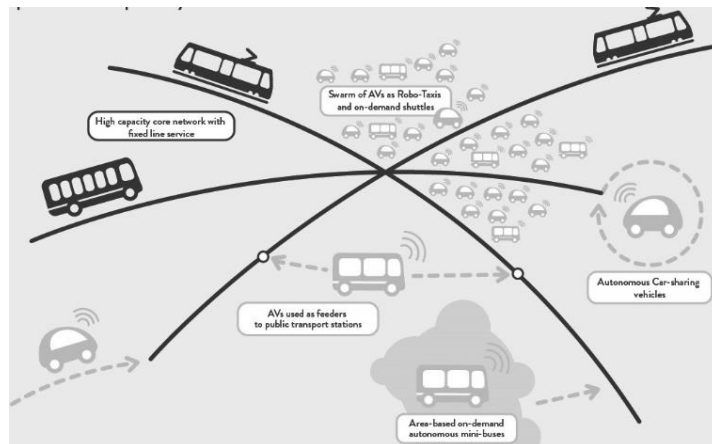 Swarm of AVs as Robo-Taxis
and on-demand shuttles
High capacity core network with
fixed line service
Autonomous Car-sharing
vehicles
AVs used as feeders
to public transport stations
Area-based on-demand
autonomous mini-buses